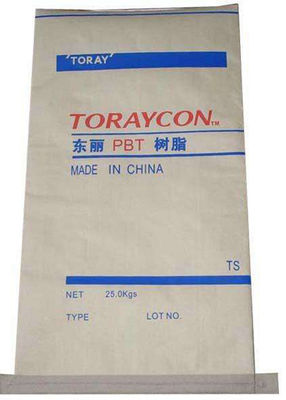 'TORAY'
TORAYCON™
东丽 PBT 树脂
MADE IN CHINA
TS
NET 25.0Kgs
TYPE LOT NO.